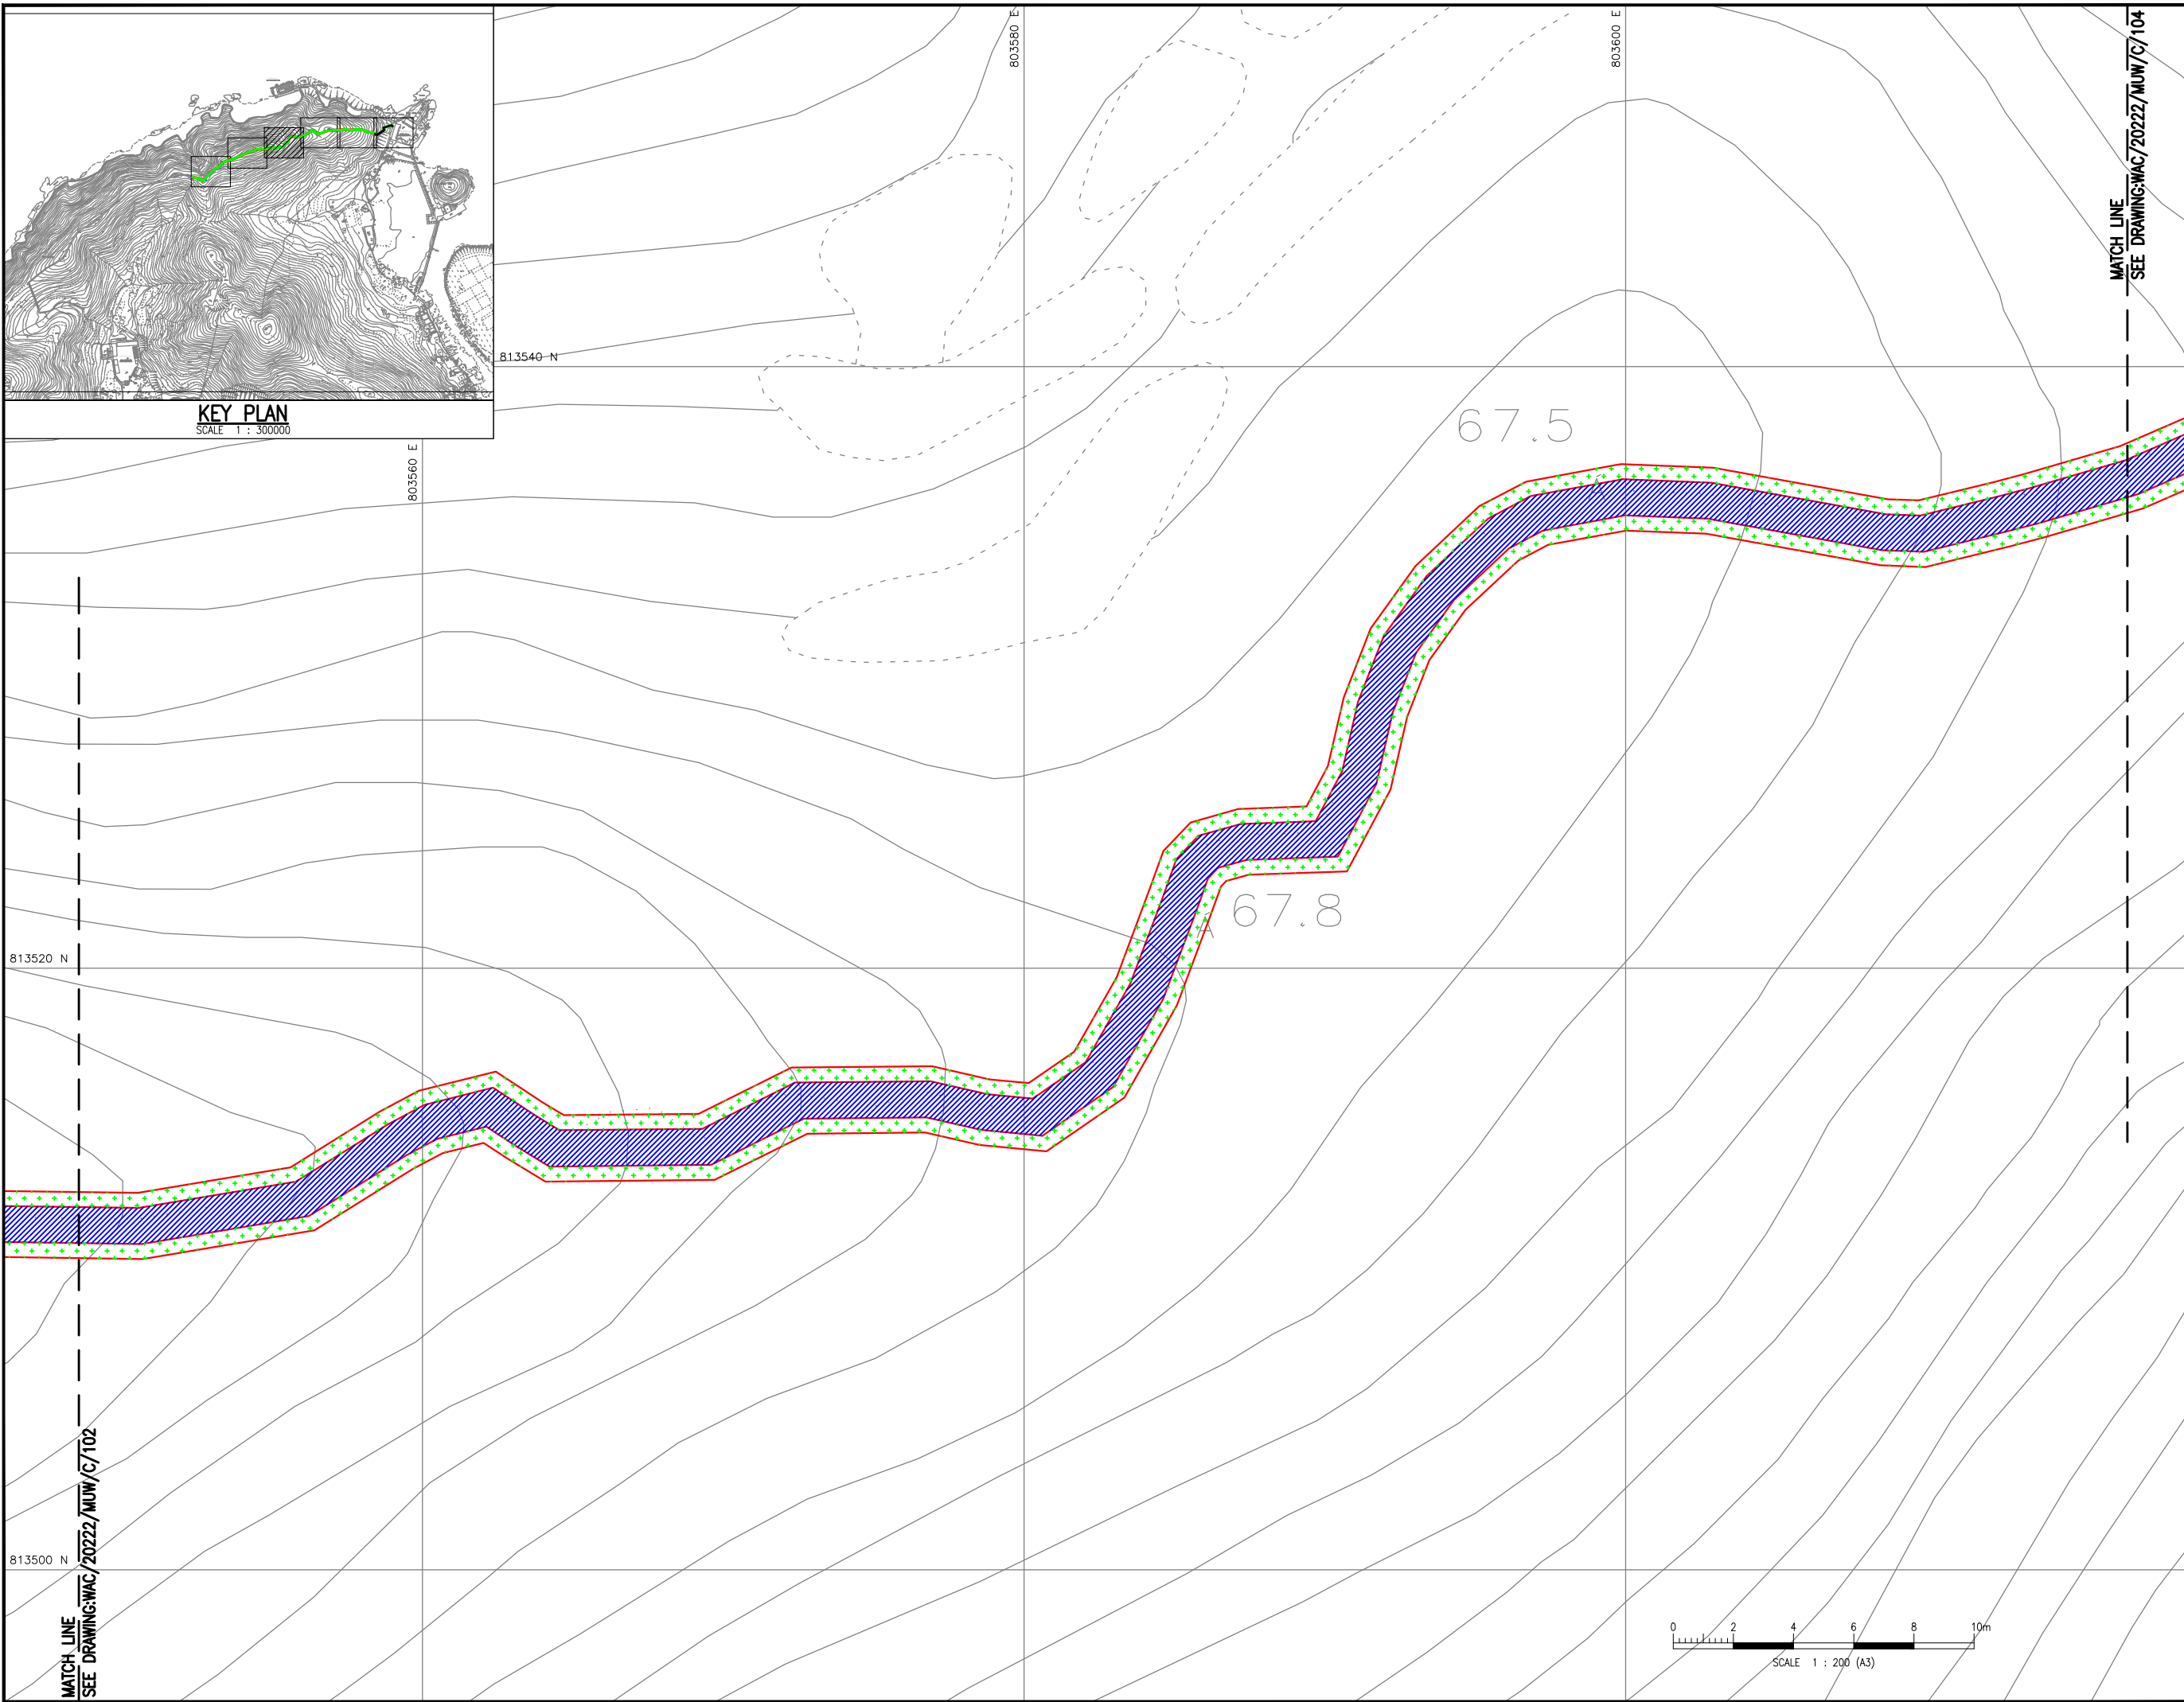 803580 E
803600 E
MATCH LINE
SEE DRAWING:WAC/20222/MUW/C/104
813540 N
KEY PLAN
SCALE 1 : 300000
803560 E
67.5
67.8
813520 N
MATCH LINE
SEE DRAWING:WAC/20222/MUW/C/102
813500 N
0 2 4 6 8 10m
SCALE 1 : 200 (A3)